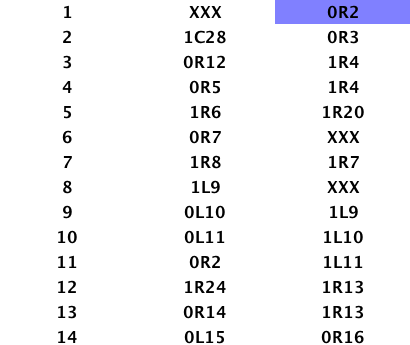 1 XXX 0R2
2 1C28 0R3
3 0R12 1R4
4 0R5 1R4
5 1R6 1R20
6 0R7 XXX
7 1R8 1R7
8 1L9 XXX
9 0L10 1L9
10 0L11 1L10
11 0R2 1L11
12 1R24 1R13
13 0R14 1R13
14 0L15 0R16